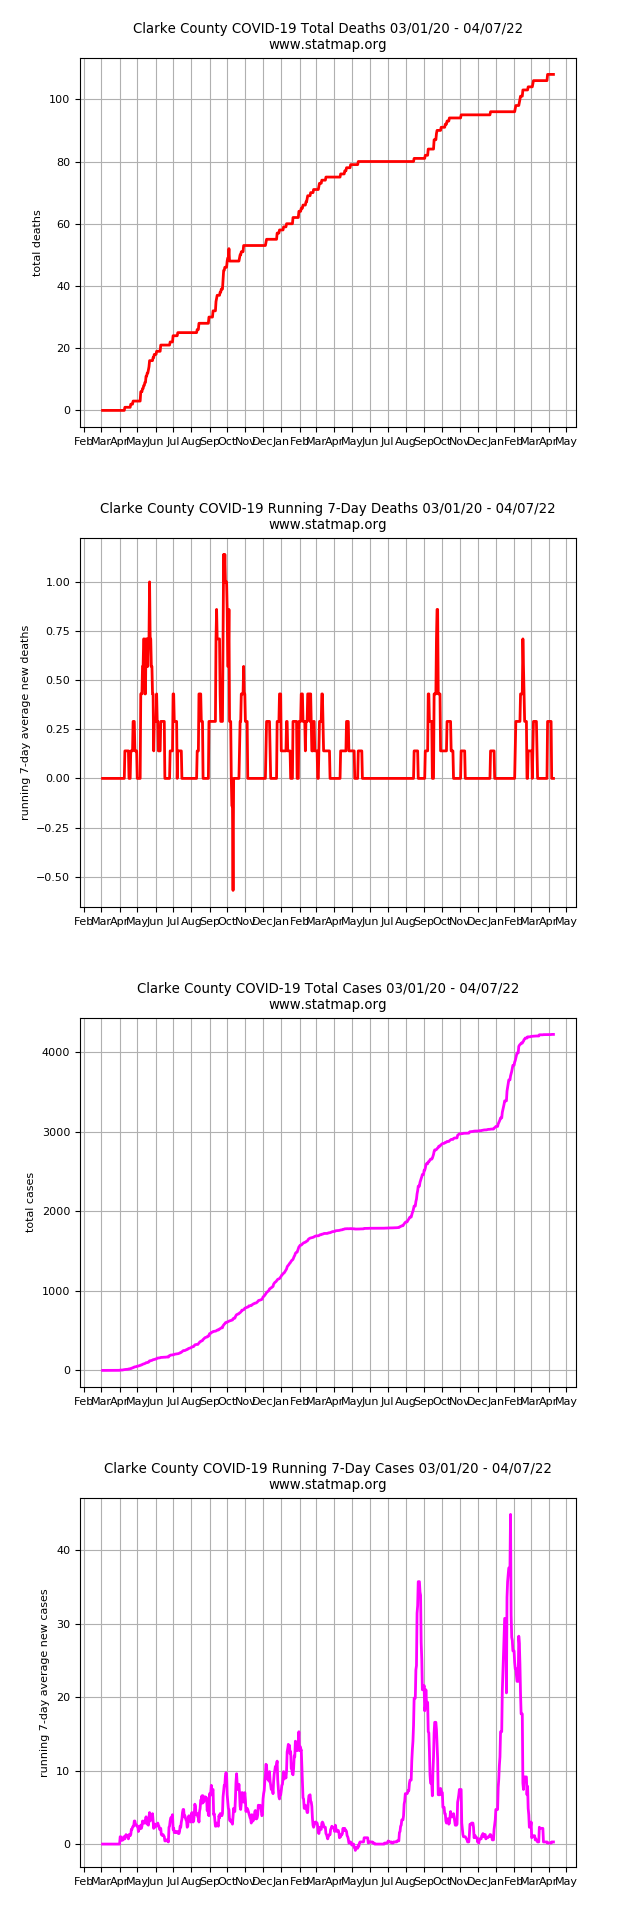 Clarke County COVID-19 Total Deaths 03/01/20 - 04/07/22
www.statmap.org
100
80
60
40
20
0
total deaths
Feb Mar Apr May Jun Jul Aug Sep Oct Nov Dec Jan Feb Mar Apr May Jun Jul Aug Sep Oct Nov Dec Jan Feb Mar Apr May
Clarke County COVID-19 Running 7-Day Deaths 03/01/20 - 04/07/22
www.statmap.org
1.00
0.75
0.50
0.25
0.00
−0.25
−0.50
running 7-day average new deaths
Feb Mar Apr May Jun Jul Aug Sep Oct Nov Dec Jan Feb Mar Apr May Jun Jul Aug Sep Oct Nov Dec Jan Feb Mar Apr May
Clarke County COVID-19 Total Cases 03/01/20 - 04/07/22
www.statmap.org
4000
3000
2000
1000
0
total cases
Feb Mar Apr May Jun Jul Aug Sep Oct Nov Dec Jan Feb Mar Apr May Jun Jul Aug Sep Oct Nov Dec Jan Feb Mar Apr May
Clarke County COVID-19 Running 7-Day Cases 03/01/20 - 04/07/22
www.statmap.org
40
30
20
10
0
running 7-day average new cases
Feb Mar Apr May Jun Jul Aug Sep Oct Nov Dec Jan Feb Mar Apr May Jun Jul Aug Sep Oct Nov Dec Jan Feb Mar Apr May